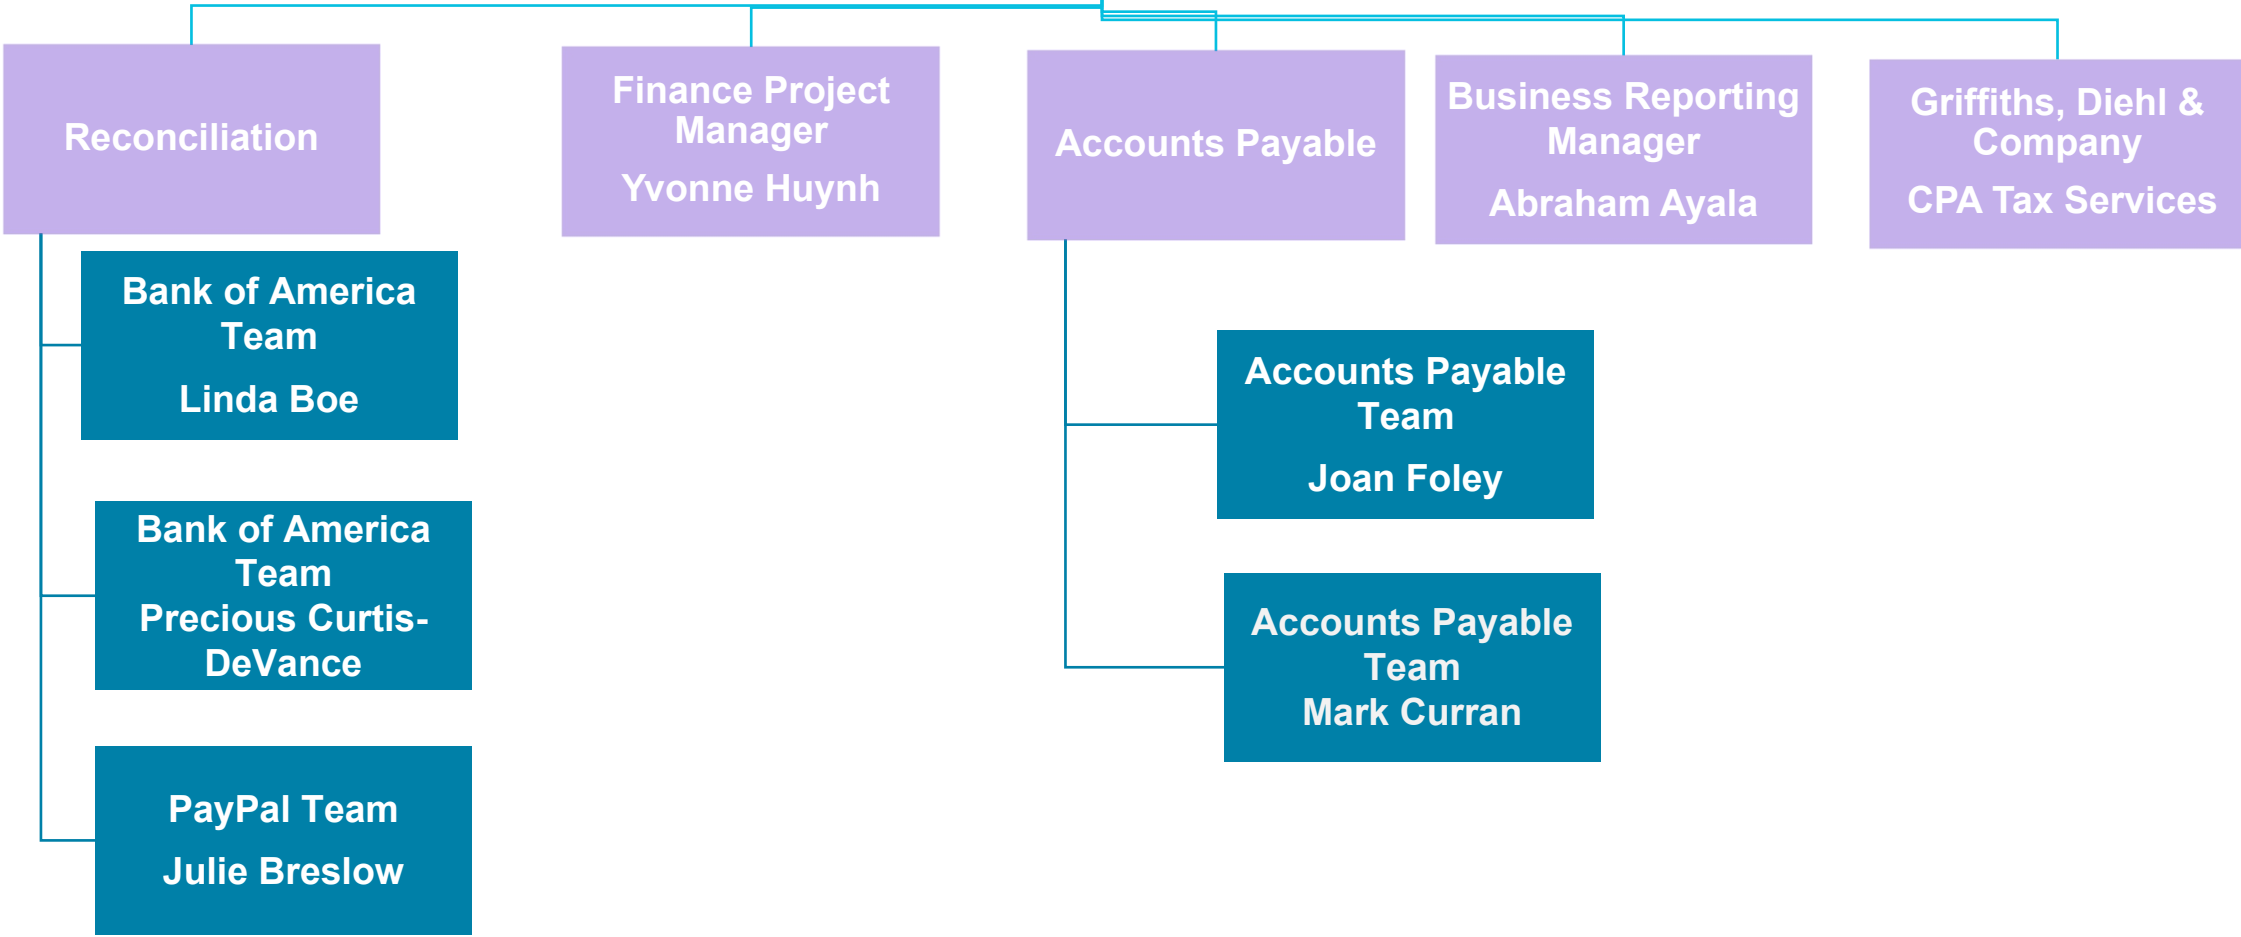 Reconciliation
Finance Project
Manager
Yvonne Huynh
Accounts Payable
Business Reporting
Manager
Abraham Ayala
Griffiths, Diehl &
Company
CPA Tax Services
Bank of America
Team
Linda Boe
Bank of America
Team
Precious Curtis-
DeVance
PayPal Team
Julie Breslow
Accounts Payable
Team
Joan Foley
Accounts Payable
Team
Mark Curran